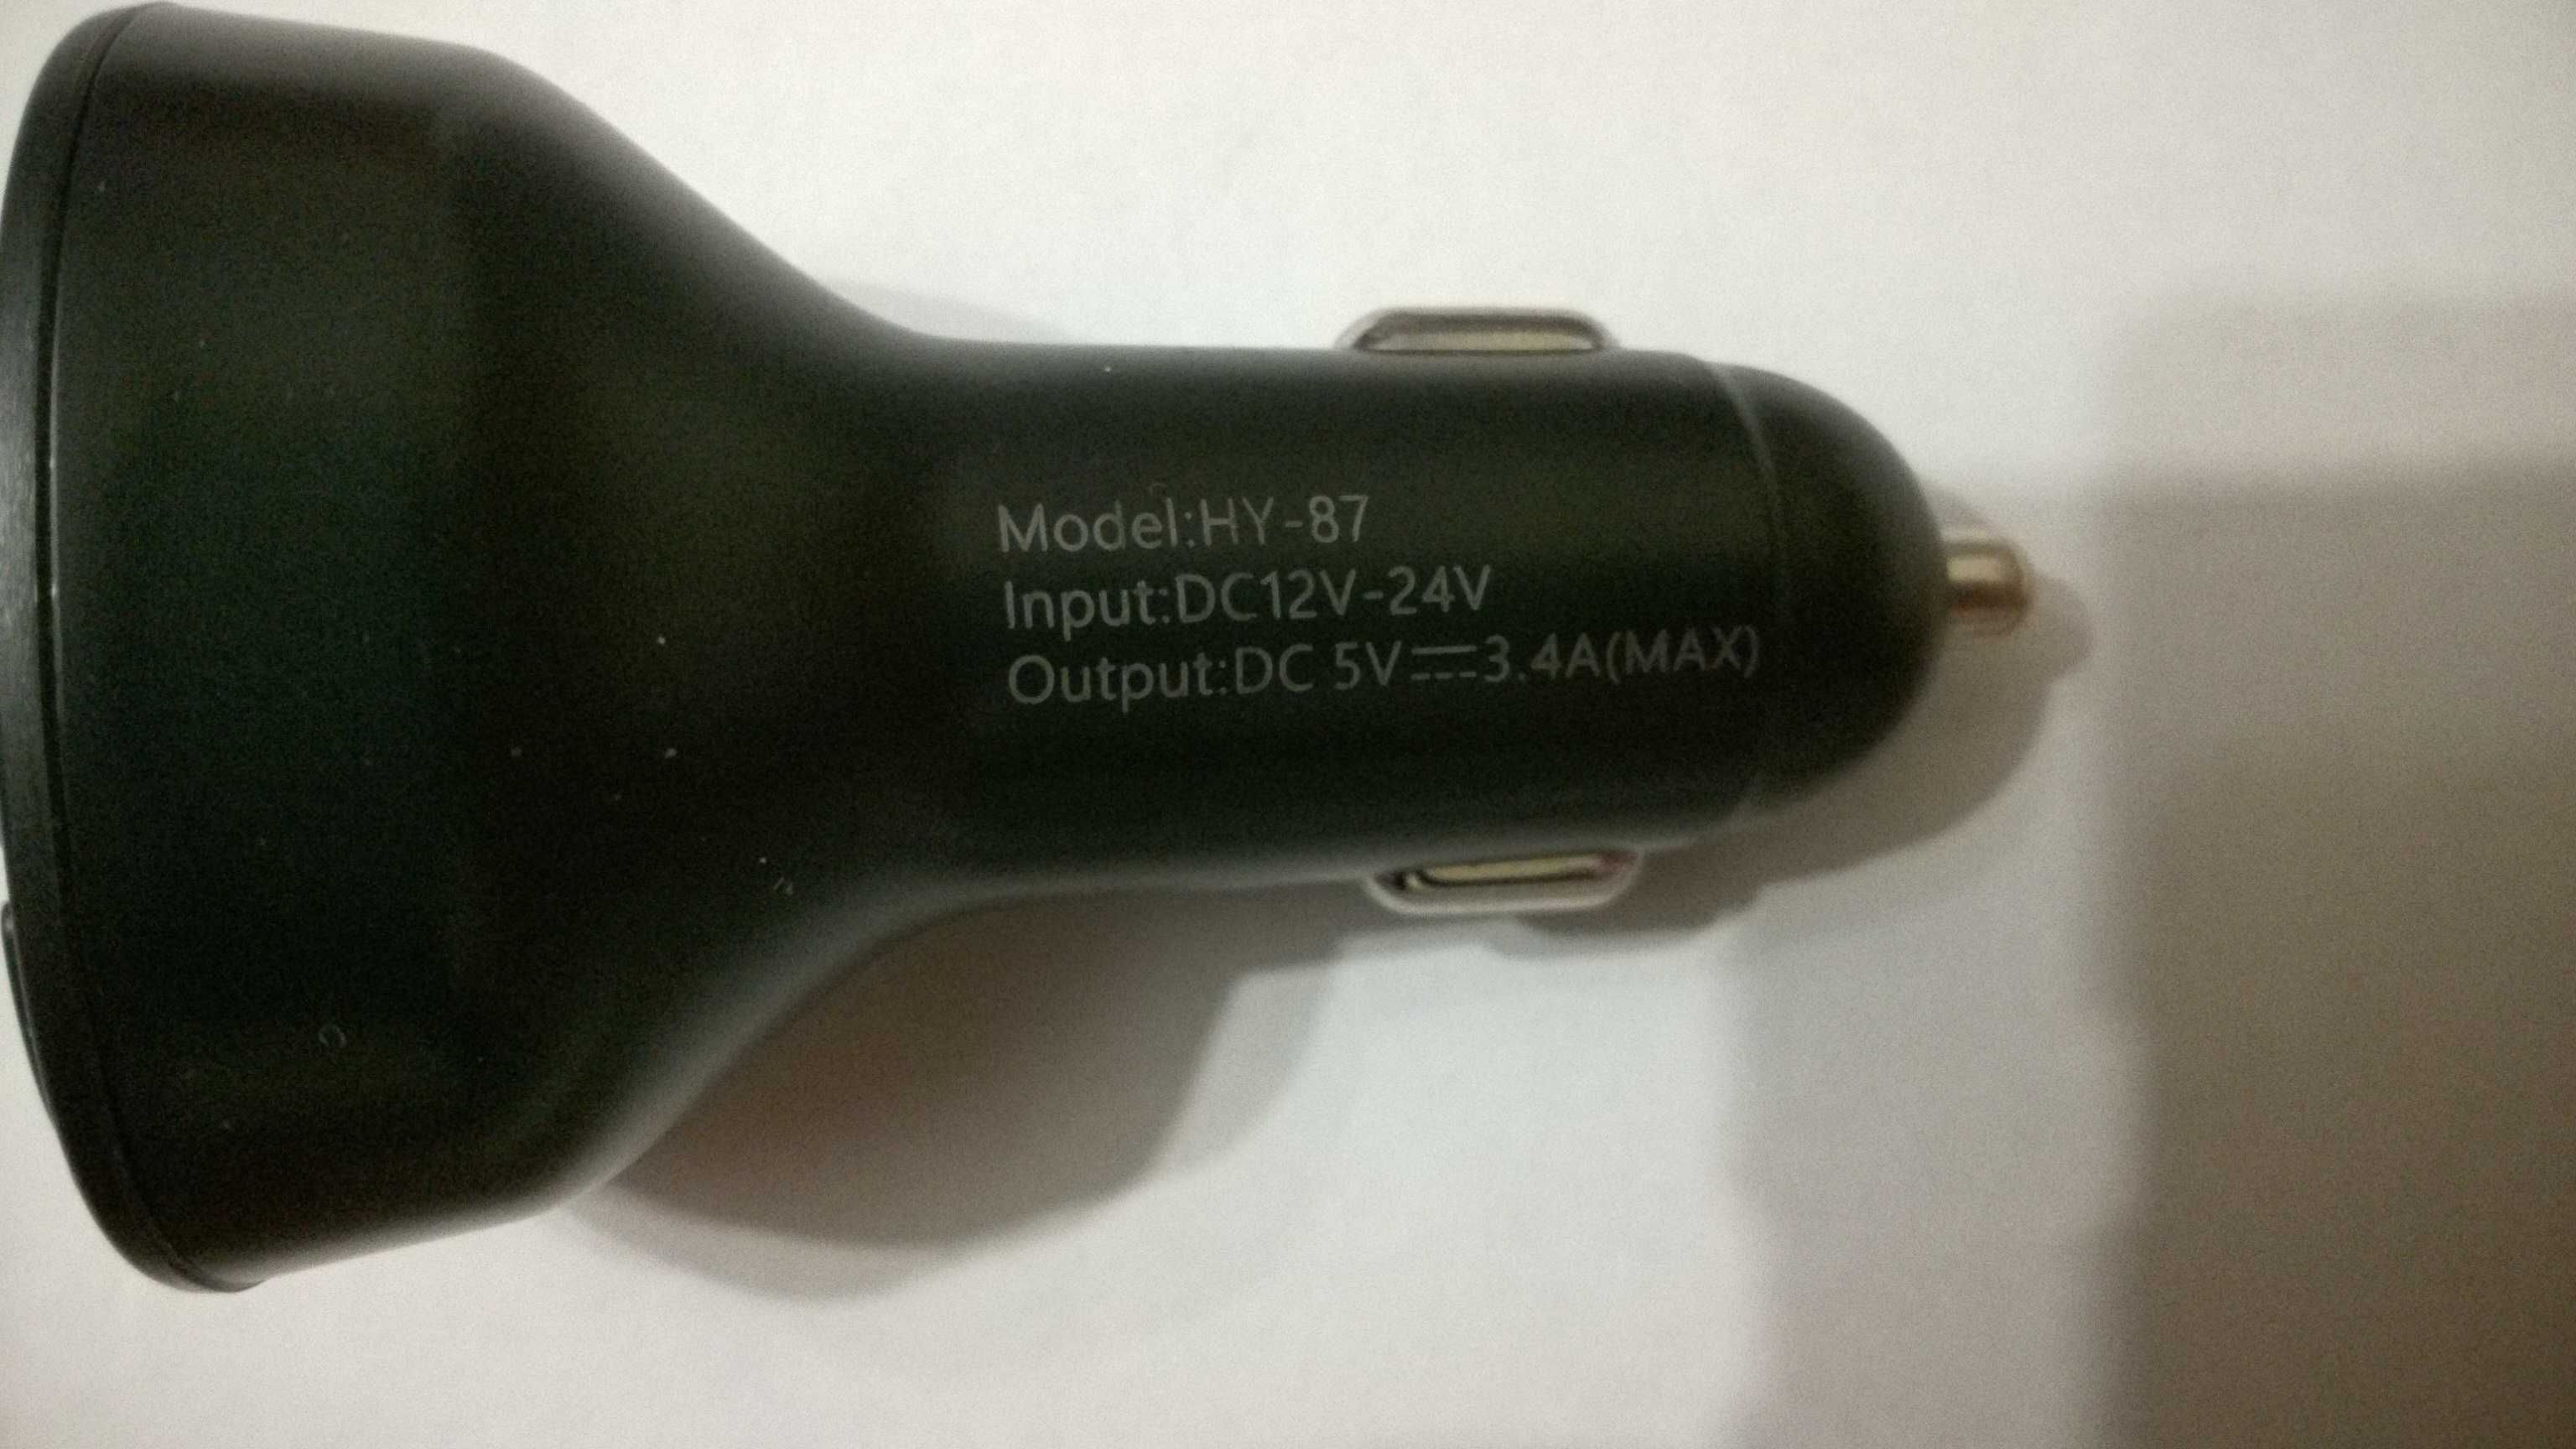 Model:HY-87
Input:DC12V-24V
Output:DC 5V⎓3.4A(MAX)